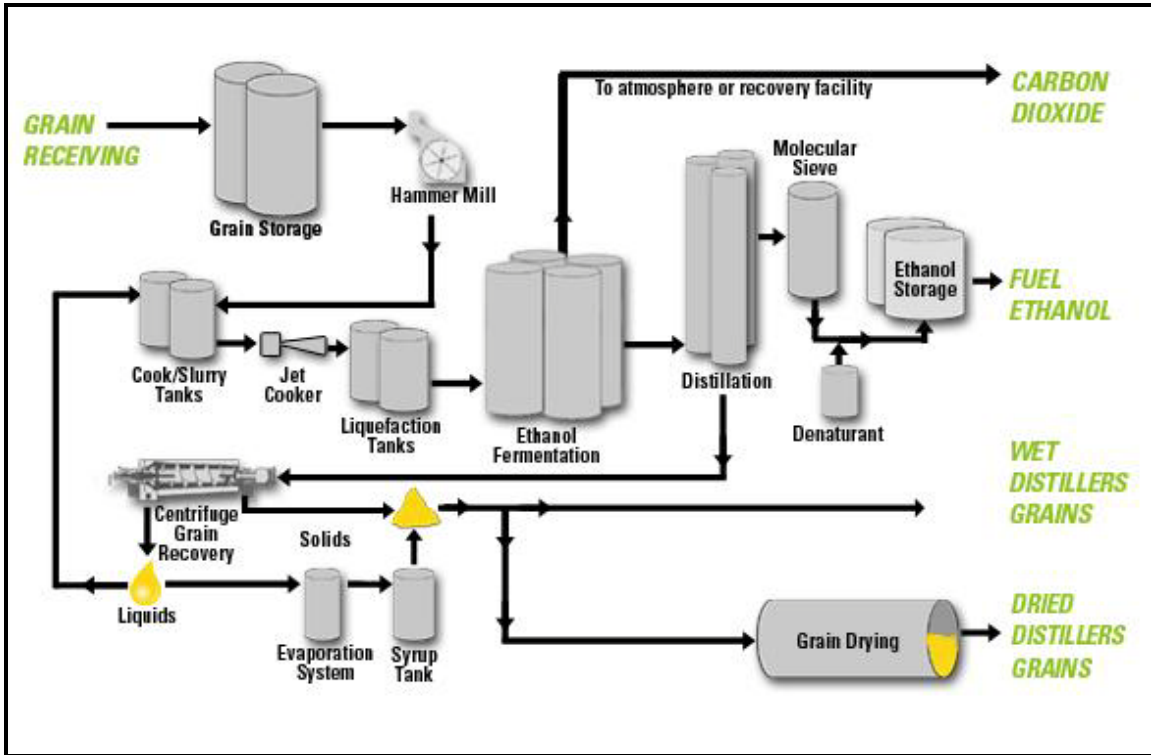 To atmosphere or recovery facility
CARBON
DIOXIDE
GRAIN
RECEIVING
Grain Storage
Hammer Mill
Molecular
Sieve
Ethanol
Storage
FUEL
ETHANOL
Cook/Slurry
Tanks
Jet
Cooker
Liquefaction
Tanks
Ethanol
Fermentation
Distillation
Denaturant
Centrifuge
Grain
Recovery
Solids
WET
DISTILLERS
GRAINS
Liquids
Evaporation
System
Syrup
Tank
Grain Drying
DRIED
DISTILLERS
GRAINS